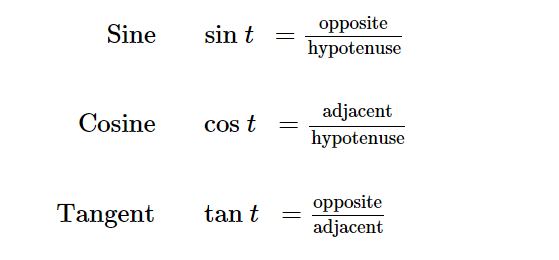 Sine sin t = opposite/hypotenuse
Cosine cos t = adjacent/hypotenuse
Tangent tan t = opposite/adjacent